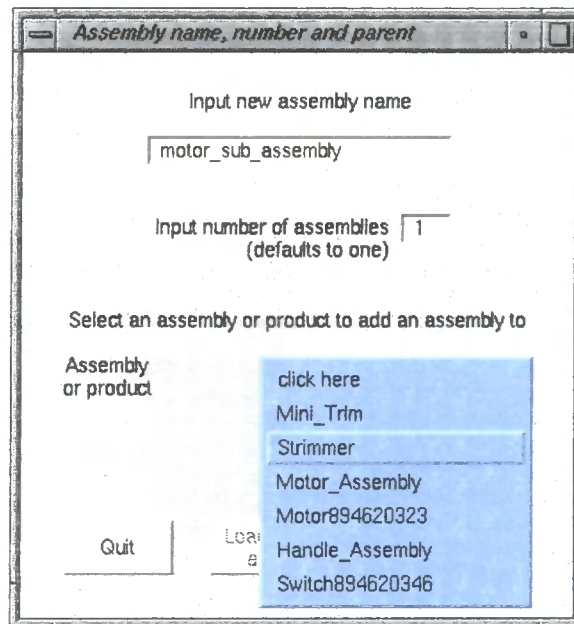 Assembly name, number and parent
Input new assembly name
motor_sub_assembly
Input number of assemblies 1
(defaults to one)
Select an assembly or product to add an assembly to
Assembly
or product
click here
Mini_Trim
Strimmer
Motor_Assembly
Motor894620323
Handle_Assembly
Switch894620346
Quit